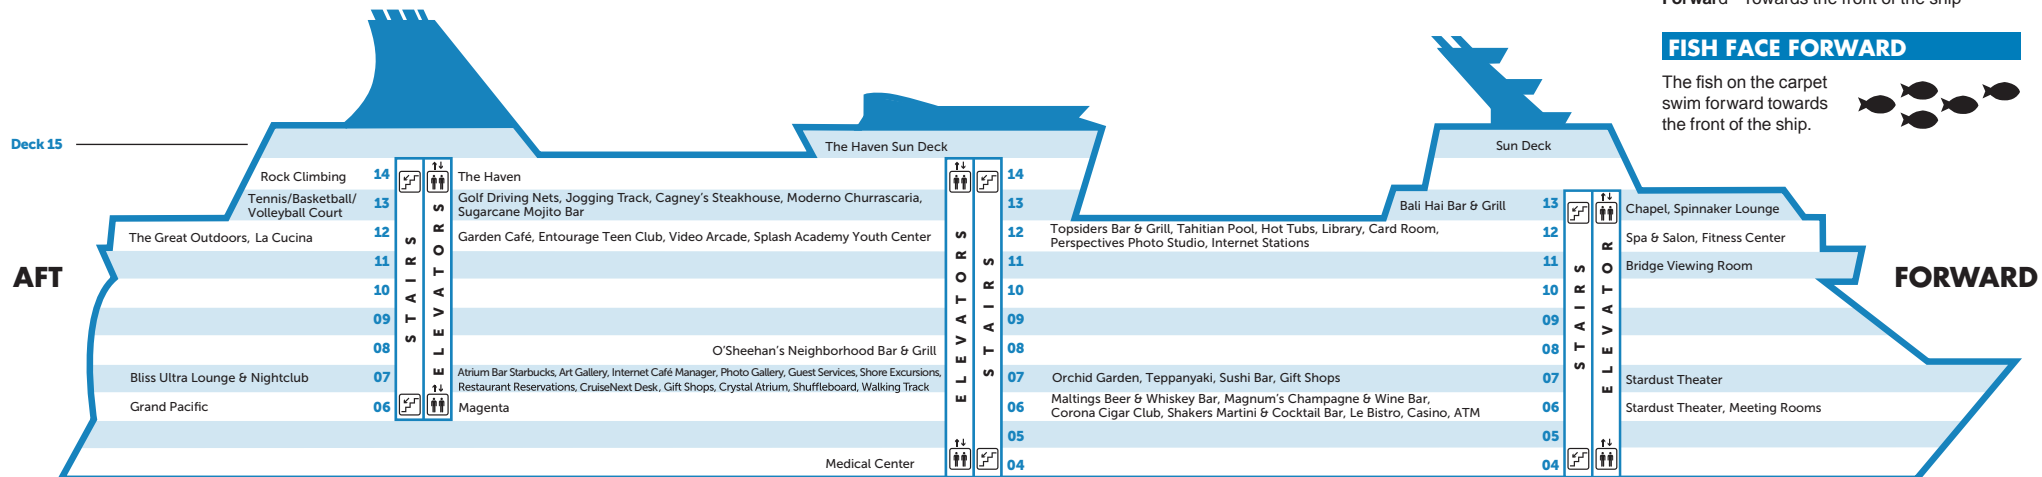 Forward - Towards the front of the ship
FISH FACE FORWARD
The fish on the carpet
swim forward towards
the front of the ship.
Deck 15
The Haven Sun Deck
Sun Deck
Rock Climbing
14
The Haven
14
Tennis/Basketball/
Volleyball Court
13
Golf Driving Nets, Jogging Track, Cagney's Steakhouse, Moderno Churrascaria,
Sugarcane Mojito Bar
13
Bali Hai Bar & Grill
13
Chapel, Spinnaker Lounge
The Great Outdoors, La Cucina
12
Garden Café, Entourage Teen Club, Video Arcade, Splash Academy Youth Center
12
Topsiders Bar & Grill, Tahitian Pool, Hot Tubs, Library, Card Room,
Perspectives Photo Studio, Internet Stations
12
Spa & Salon, Fitness Center
11
11
11
Bridge Viewing Room
AFT
FORWARD
10
10
10
09
09
09
08
O'Sheehan's Neighborhood Bar & Grill
08
08
Bliss Ultra Lounge & Nightclub
07
Atrium Bar Starbucks, Art Gallery, Internet Café Manager, Photo Gallery, Guest Services, Shore Excursions,
Restaurant Reservations, CruiseNext Desk, Gift Shops, Crystal Atrium, Shuffleboard, Walking Track
07
Orchid Garden, Teppanyaki, Sushi Bar, Gift Shops
07
Stardust Theater
Grand Pacific
06
Magenta
06
Maltings Beer & Whiskey Bar, Magnum's Champagne & Wine Bar,
Corona Cigar Club, Shakers Martini & Cocktail Bar, Le Bistro, Casino, ATM
06
Stardust Theater, Meeting Rooms
05
05
Medical Center
04
04
STAIRS
ELEVATORS
ELEVATORS
STAIRS
STAIRS
ELEVATOR